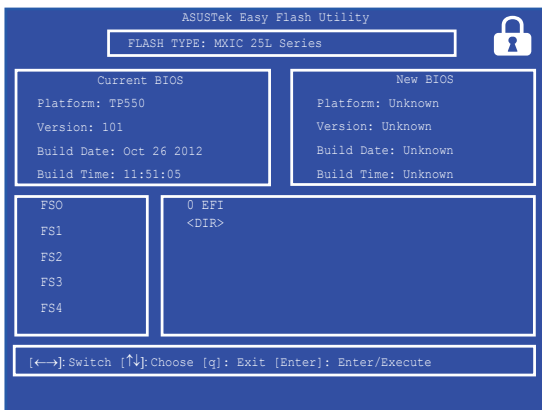 ASUSTek Easy Flash Utility
FLASH TYPE: MXIC 25L Series
Current BIOS
Platform: TP550
Version: 101
Build Date: Oct 26 2012
Build Time: 11:51:05
New BIOS
Platform: Unknown
Version: Unknown
Build Date: Unknown
Build Time: Unknown
FSO
FS1
FS2
FS3
FS4
0 EFI
<DIR>
[←→]: Switch [↑↓]: Choose [q]: Exit [Enter]: Enter/Execute